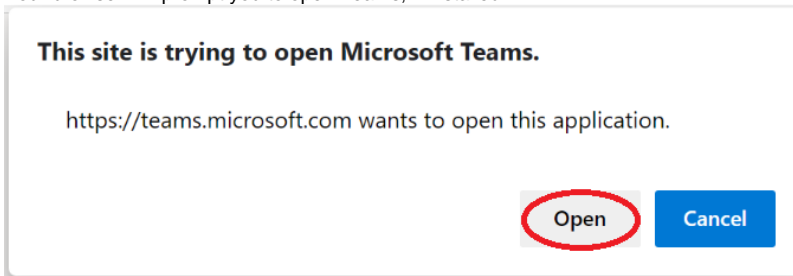 This site is trying to open Microsoft Teams.
https://teams.microsoft.com wants to open this application.
Open Cancel